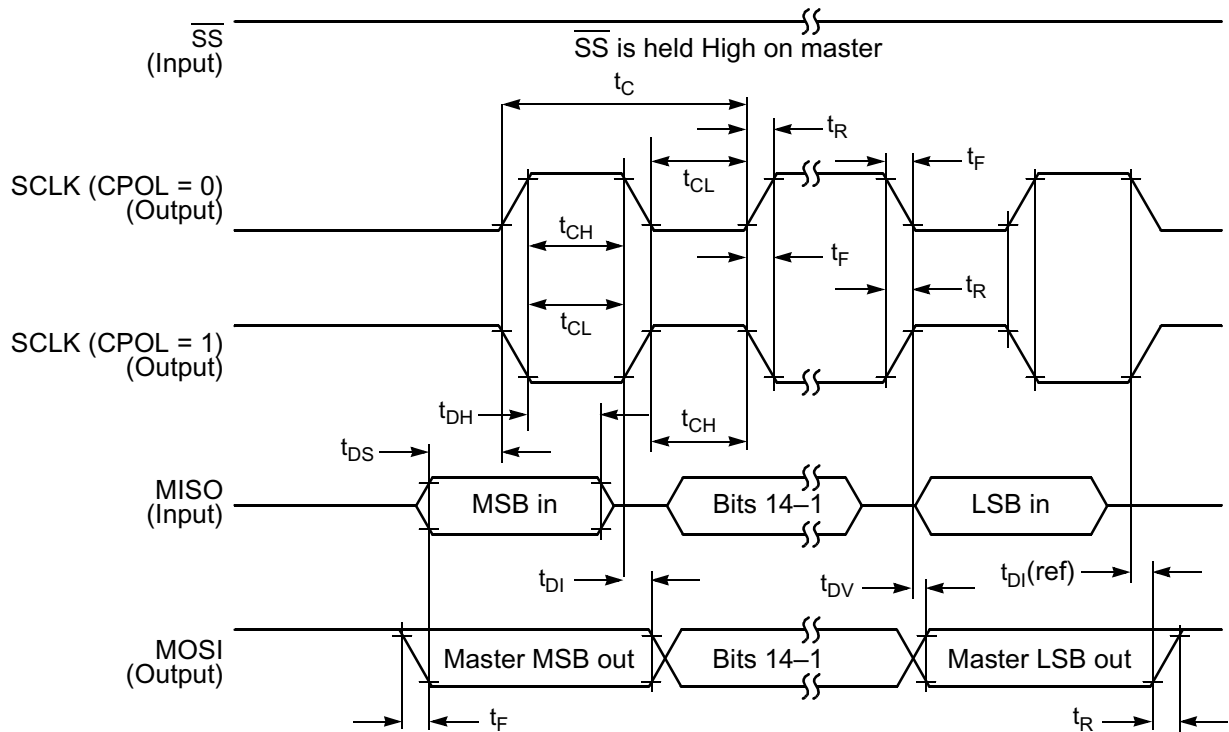 SS
(Input)
SS is held High on master
tC
tR
tF
SCLK (CPOL = 0)
(Output)
tCL
tCH
tF
tR
tCL
SCLK (CPOL = 1)
(Output)
tDH
tCH
tDS
MISO
(Input)
MSB in
Bits 14–1
LSB in
tDI
tDV
tDI(ref)
MOSI
(Output)
Master MSB out
Bits 14–1
Master LSB out
tF
tR